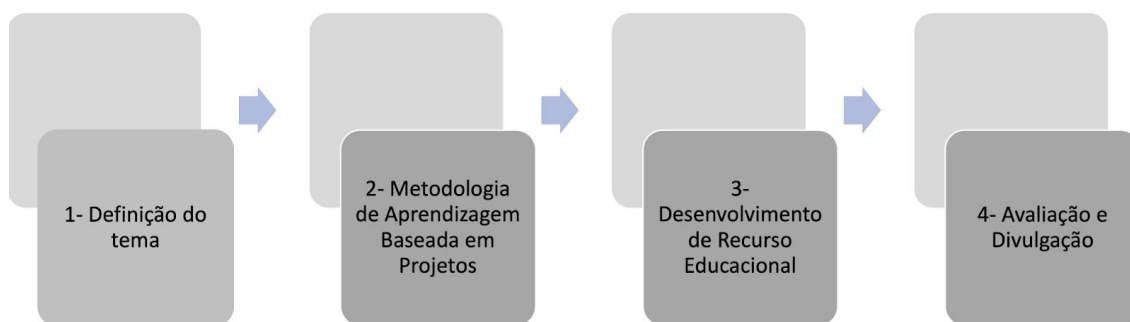 1- Definição do
tema
2- Metodologia
de Aprendizagem
Baseada em
Projetos
3-
Desenvolvimento
de Recurso
Educacional
4- Avaliação e
Divulgação